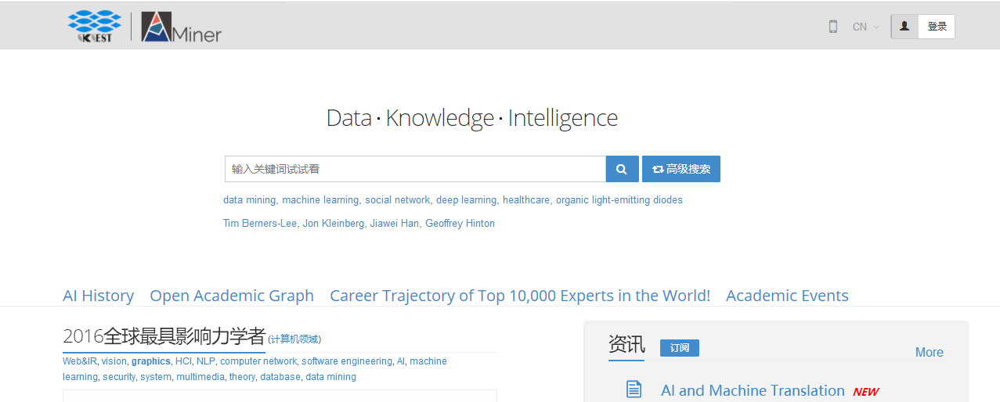 IKCEST AMiner CN 登录
Data · Knowledge · Intelligence
输入关键词试试看 高级搜索
data mining, machine learning, social network, deep learning, healthcare, organic light-emitting diodes
Tim Berners-Lee, Jon Kleinberg, Jiawei Han, Geoffrey Hinton
AI History Open Academic Graph Career Trajectory of Top 10,000 Experts in the World! Academic Events
2016全球最具影响力学者 (计算机领域)
Web&IR, vision, graphics, HCI, NLP, computer network, software engineering, AI, machine
learning, security, system, multimedia, theory, database, data mining
资讯 订阅 More
AI and Machine Translation NEW